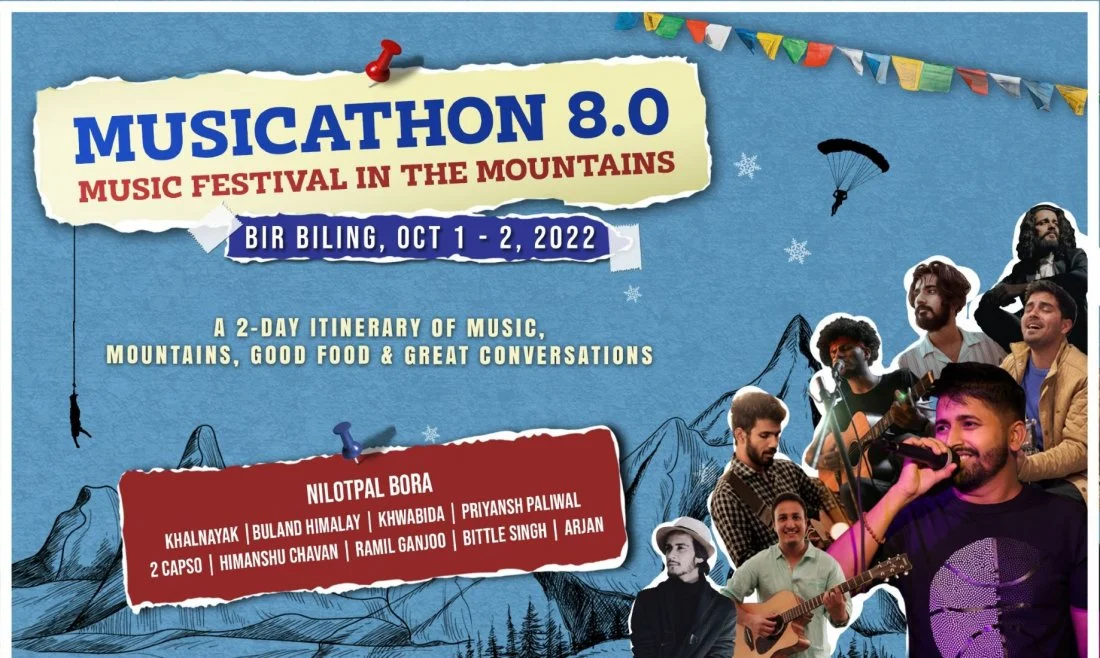 MUSICATHON 8.0
MUSIC FESTIVAL IN THE MOUNTAINS
BIR BILING, OCT 1 - 2, 2022
A 2-DAY ITINERARY OF MUSIC,
MOUNTAINS, GOOD FOOD & GREAT CONVERSATIONS
NILOTPAL BORA
KHALNAYAK | BULAND HIMALAY | KHWABIDA | PRIYANSH PALIWAL
2 CAPSO | HIMANSHU CHAVAN | RAMIL GANJOO | BITTLE SINGH | ARJAN